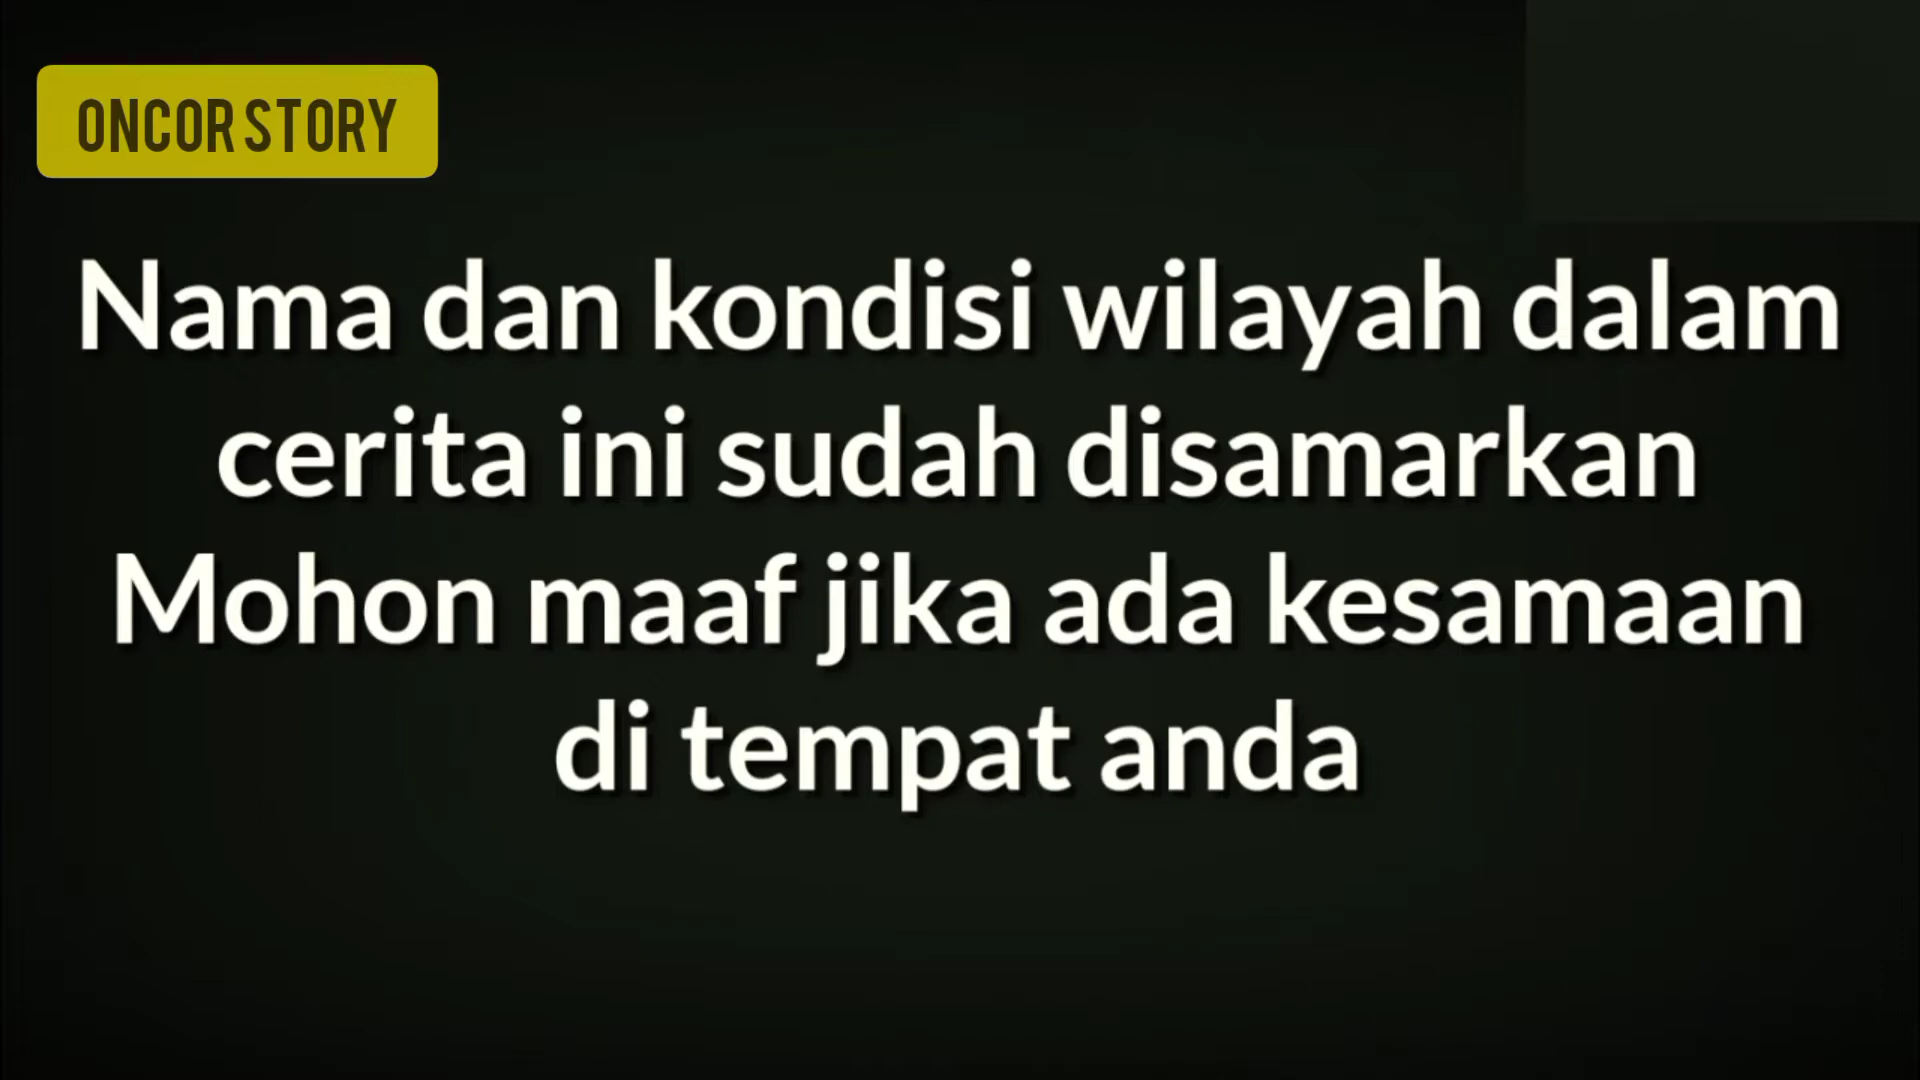 ONCOR STORY
Nama dan kondisi wilayah dalam
cerita ini sudah disamarkan
Mohon maaf jika ada kesamaan
di tempat anda